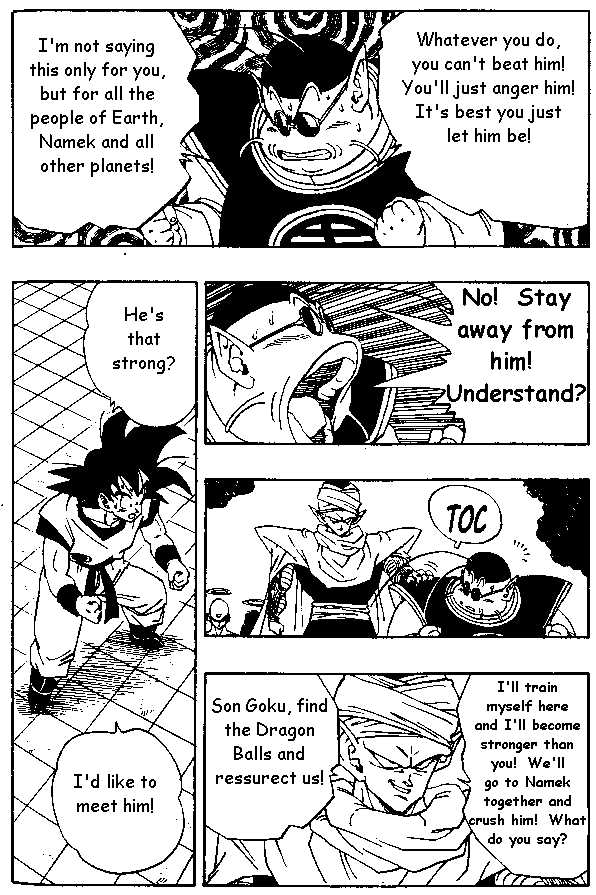 Whatever you do,
you can't beat him!
You'll just anger him!
It's best you just
let him be!
I'm not saying
this only for you,
but for all the
people of Earth,
Namek and all
other planets!
No! Stay
away from
him!
Understand?
TOC
I'll train
myself here
and I'll become
stronger than
you! We'll
go to Namek
together and
crush him! What
do you say?
Son Goku, find
the Dragon
Balls and
ressurect us!
He's
that
strong?
I'd like to
meet him!